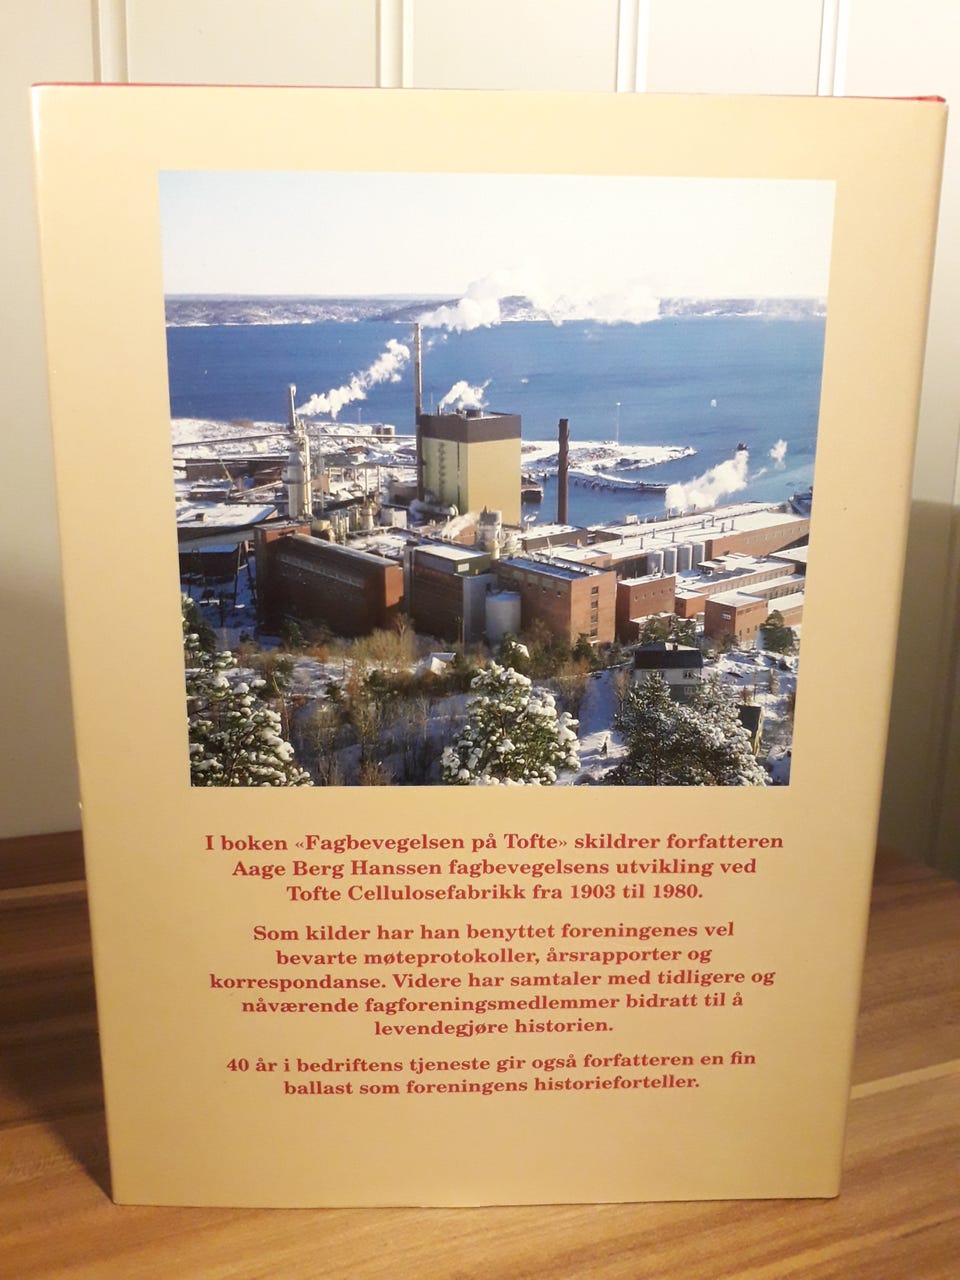 I boken «Fagbevegelsen på Tofte» skildrer forfatteren
Aage Berg Hanssen fagbevegelsens utvikling ved
Tofte Cellulosefabrikk fra 1903 til 1980.
Som kilder har han benyttet foreningenes vel
bevarte møteprotokoller, årsrapporter og
korrespondanse. Videre har samtaler med tidligere og
nåværende fagforeningsmedlemmer bidratt til å
levendegjøre historien.
40 år i bedriftens tjeneste gir også forfatteren en fin
ballast som foreningens historieforteller.